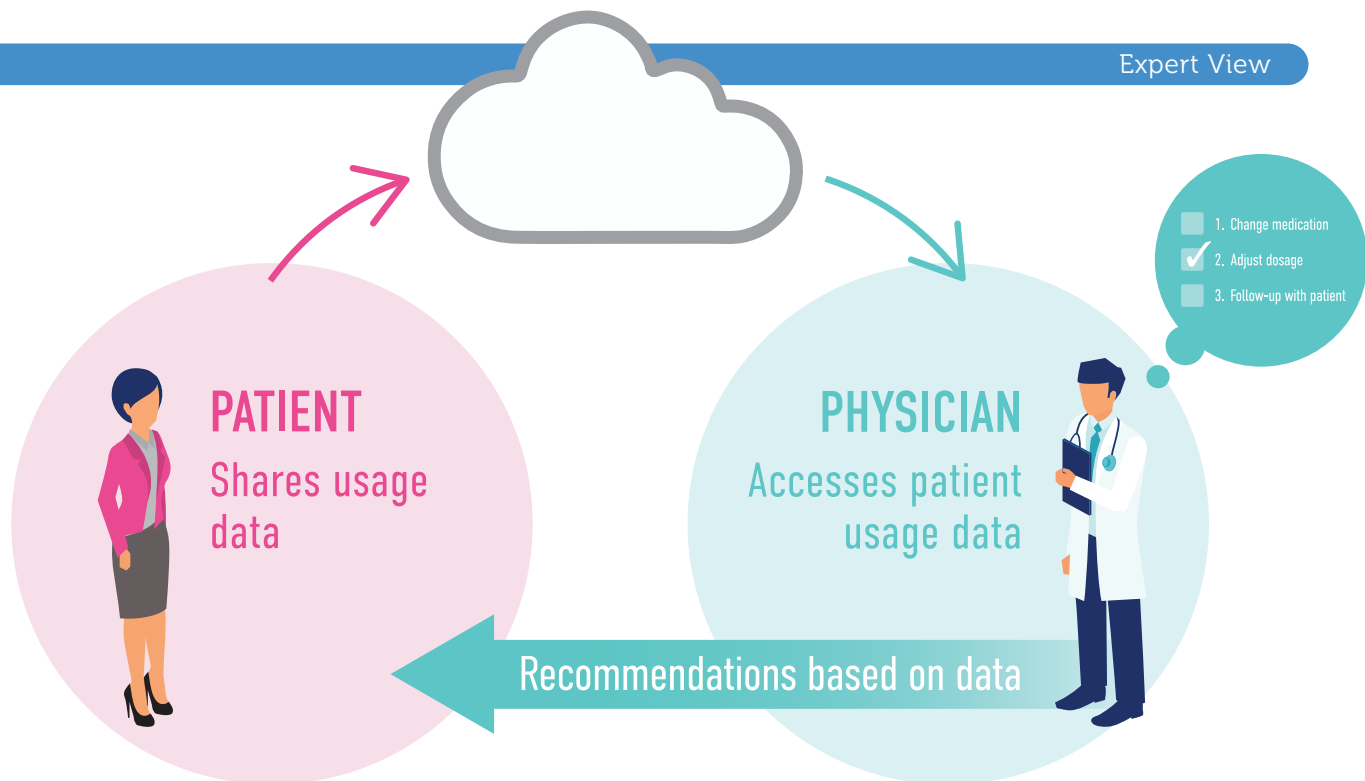 Expert View
1. Change medication
2. Adjust dosage
3. Follow-up with patient
PATIENT
Shares usage
data
PHYSICIAN
Accesses patient
usage data
Recommendations based on data